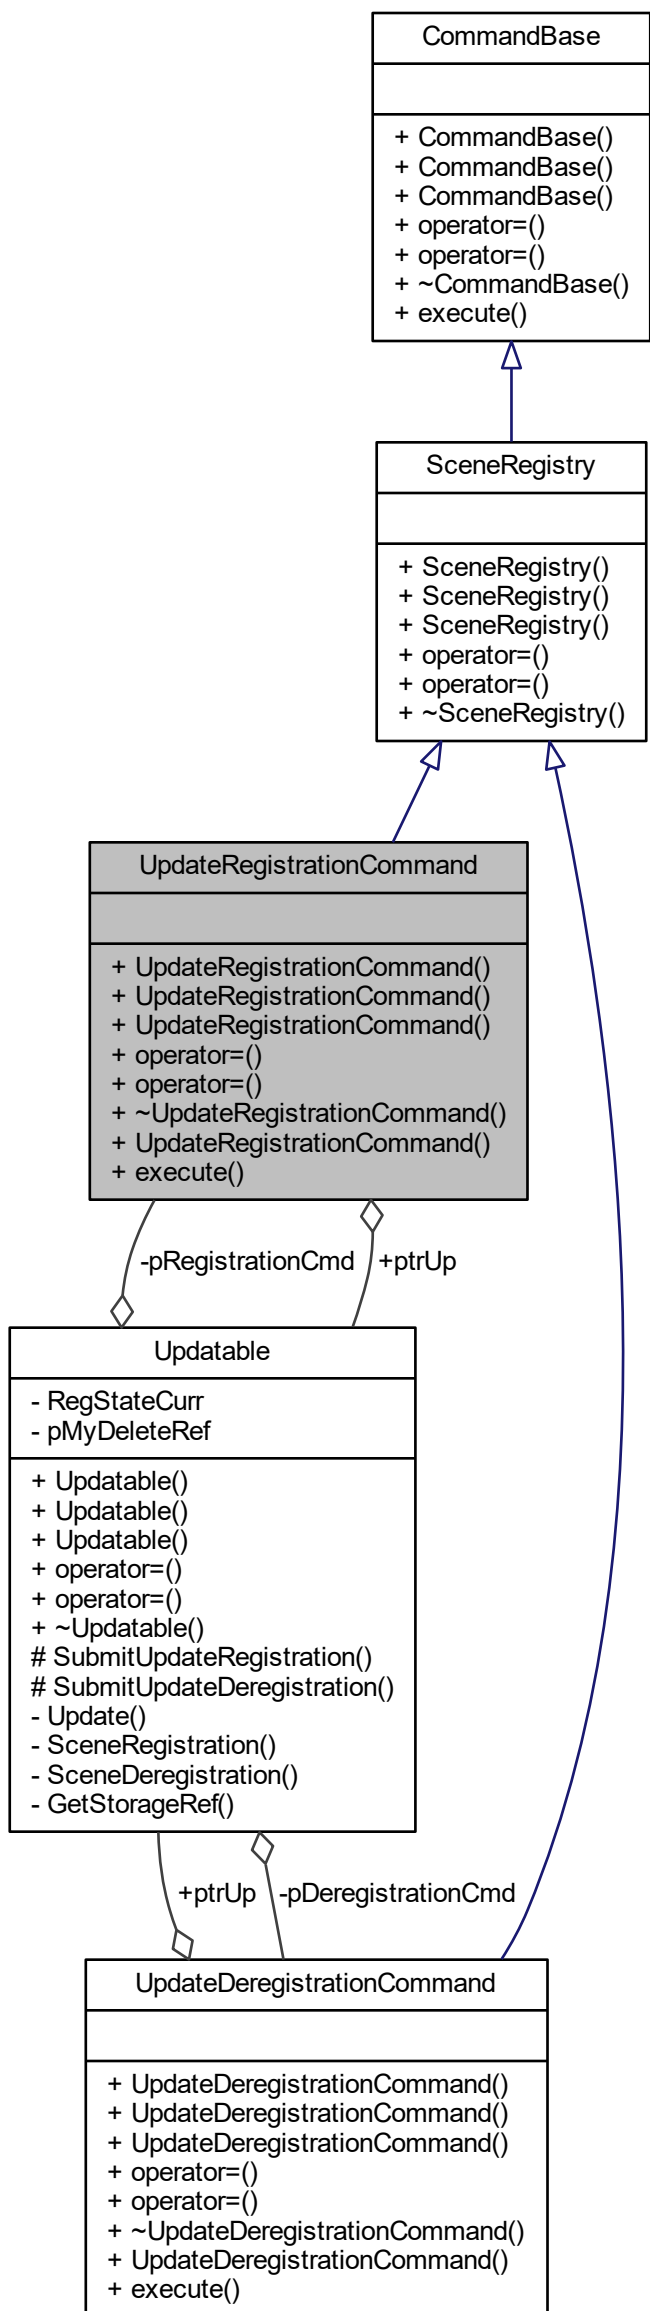 CommandBase
+ CommandBase()
+ CommandBase()
+ CommandBase()
+ operator=()
+ operator=()
+ ~CommandBase()
+ execute()
SceneRegistry
+ SceneRegistry()
+ SceneRegistry()
+ SceneRegistry()
+ operator=()
+ operator=()
+ ~SceneRegistry()
UpdateRegistrationCommand
+ UpdateRegistrationCommand()
+ UpdateRegistrationCommand()
+ UpdateRegistrationCommand()
+ operator=()
+ operator=()
+ ~UpdateRegistrationCommand()
+ UpdateRegistrationCommand()
+ execute()
-pRegistrationCmd
+ptrUp
Updatable
- RegStateCurr
- pMyDeleteRef
+ Updatable()
+ Updatable()
+ Updatable()
+ operator=()
+ operator=()
+ ~Updatable()
# SubmitUpdateRegistration()
# SubmitUpdateDeregistration()
- Update()
- SceneRegistration()
- SceneDeregistration()
- GetStorageRef()
+ptrUp
-pDeregistrationCmd
UpdateDeregistrationCommand
+ UpdateDeregistrationCommand()
+ UpdateDeregistrationCommand()
+ UpdateDeregistrationCommand()
+ operator=()
+ operator=()
+ ~UpdateDeregistrationCommand()
+ UpdateDeregistrationCommand()
+ execute()